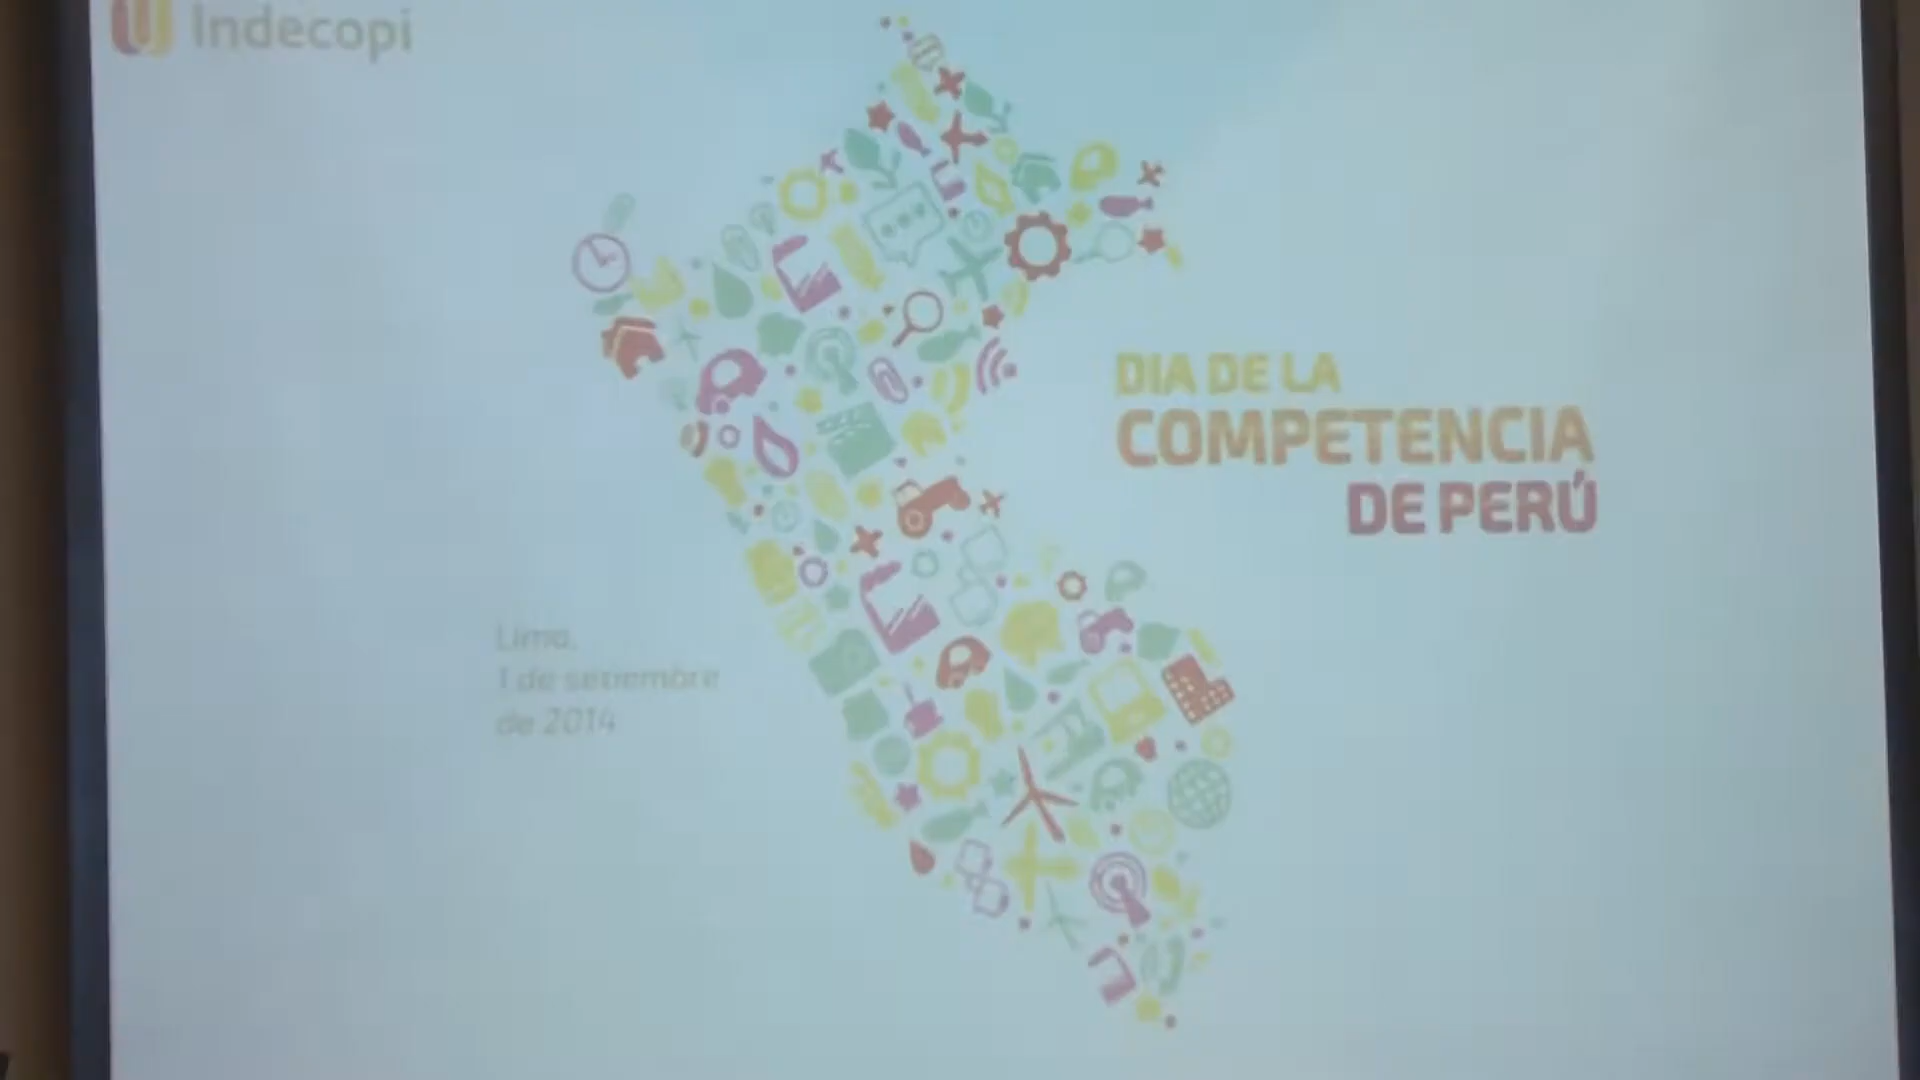 Indecopi
DIA DE LA
COMPETENCIA
DE PERÚ
Lima,
1 de setiembre
de 2014